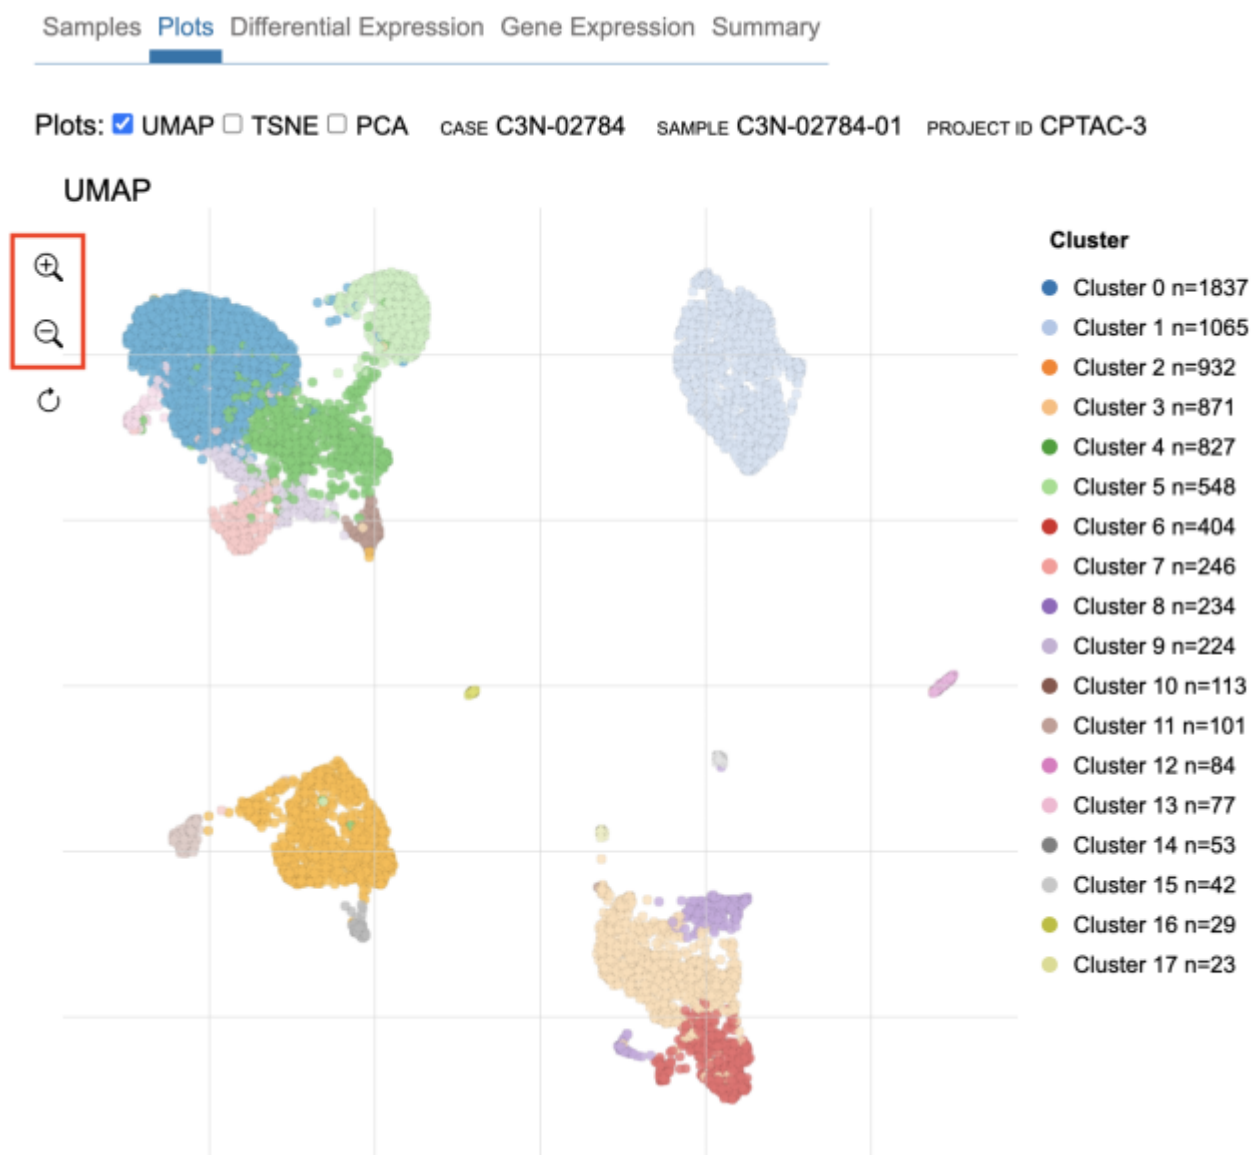 Samples Plots Differential Expression Gene Expression Summary
Plots: UMAP TSNE PCA CASE C3N-02784 SAMPLE C3N-02784-01 PROJECT ID CPTAC-3
UMAP
Cluster
Cluster 0 n=1837
Cluster 1 n=1065
Cluster 2 n=932
Cluster 3 n=871
Cluster 4 n=827
Cluster 5 n=548
Cluster 6 n=404
Cluster 7 n=246
Cluster 8 n=234
Cluster 9 n=224
Cluster 10 n=113
Cluster 11 n=101
Cluster 12 n=84
Cluster 13 n=77
Cluster 14 n=53
Cluster 15 n=42
Cluster 16 n=29
Cluster 17 n=23